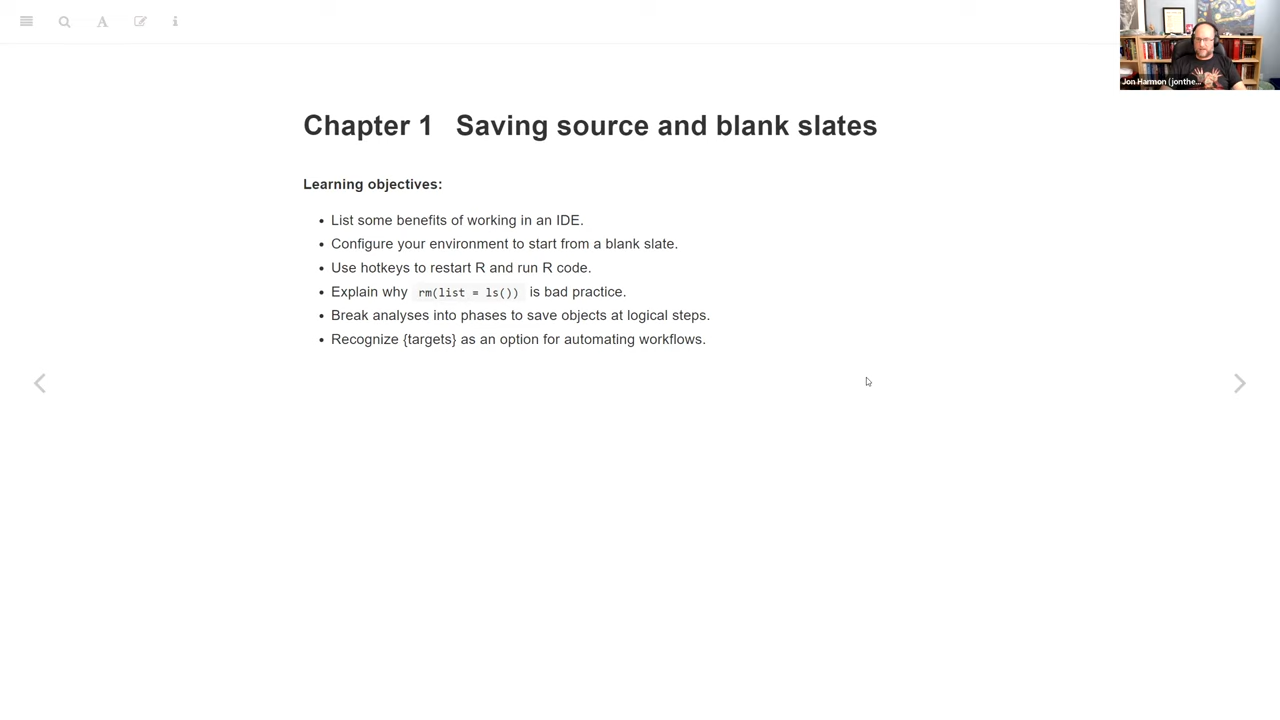 Jon Harmon (jonthe...
Chapter 1 Saving source and blank slates
Learning objectives:
• List some benefits of working in an IDE.
• Configure your environment to start from a blank slate.
• Use hotkeys to restart R and run R code.
• Explain why rm(list = ls()) is bad practice.
• Break analyses into phases to save objects at logical steps.
• Recognize {targets} as an option for automating workflows.